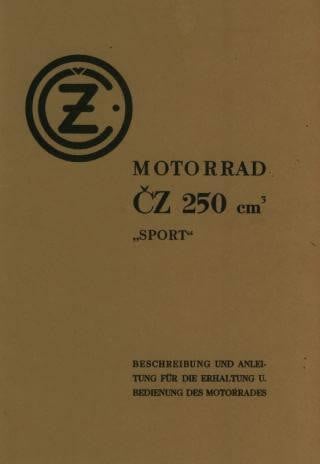 ČZ
MOTORRAD
ČZ 250 cm³
„SPORT“
BESCHREIBUNG UND ANLEI-
TUNG FÜR DIE ERHALTUNG U.
BEDIENUNG DES MOTORRADES